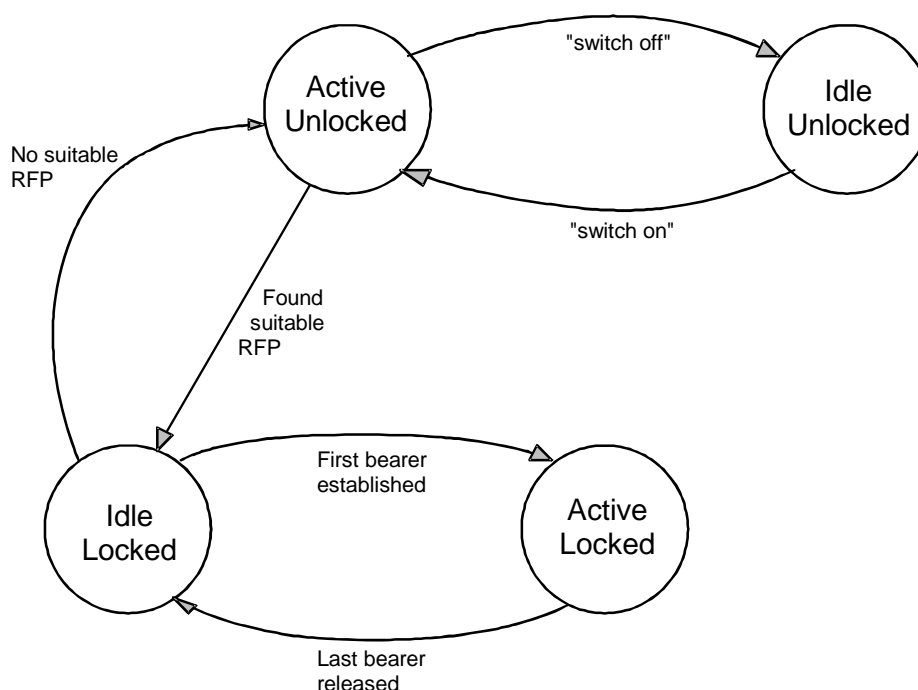 "switch off"
Active
Unlocked
Idle
Unlocked
No suitable
RFP
"switch on"
Found
suitable
RFP
First bearer
established
Idle
Locked
Active
Locked
Last bearer
released